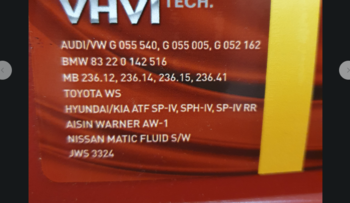 VHVI TECH.
AUDI/VW G 055 540, G 055 005, G 052 162
BMW 83 22 0 142 516
MB 236.12, 236.14, 236.15, 236.41
TOYOTA WS
HYUNDAI/KIA ATF SP-IV, SPH-IV, SP-IV RR
AISIN WARNER AW-1
NISSAN MATIC FLUID S/W
JWS 3324